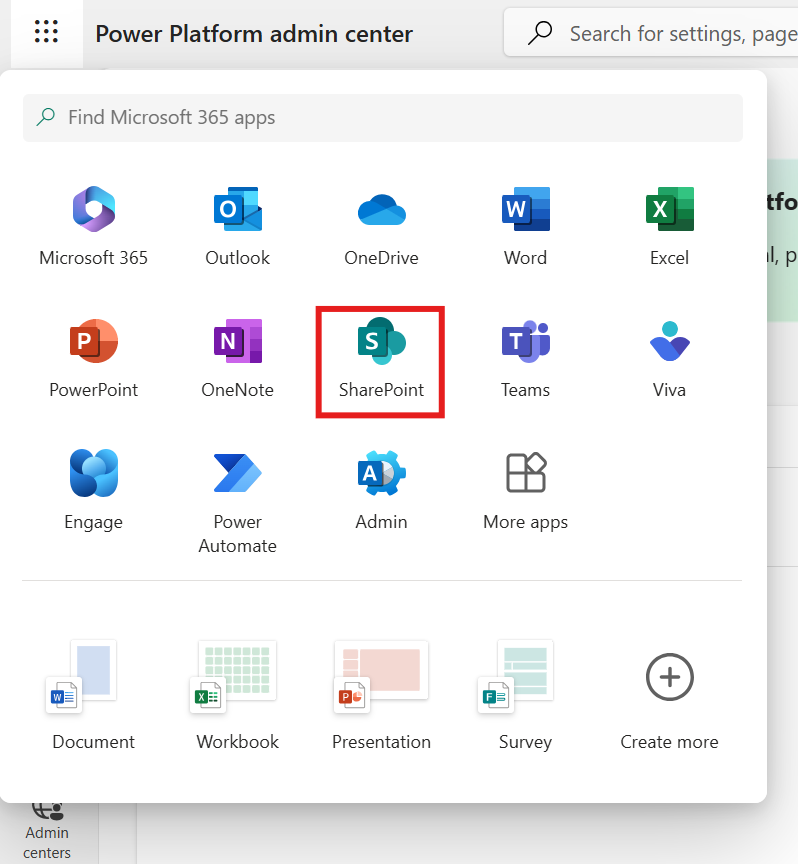 Power Platform admin center
Search for settings, page
Find Microsoft 365 apps
Microsoft 365
Outlook
OneDrive
Word
Excel
PowerPoint
OneNote
SharePoint
Teams
Viva
Engage
Power
Automate
Admin
More apps
Document
Workbook
Presentation
Survey
Create more
Admin
centers